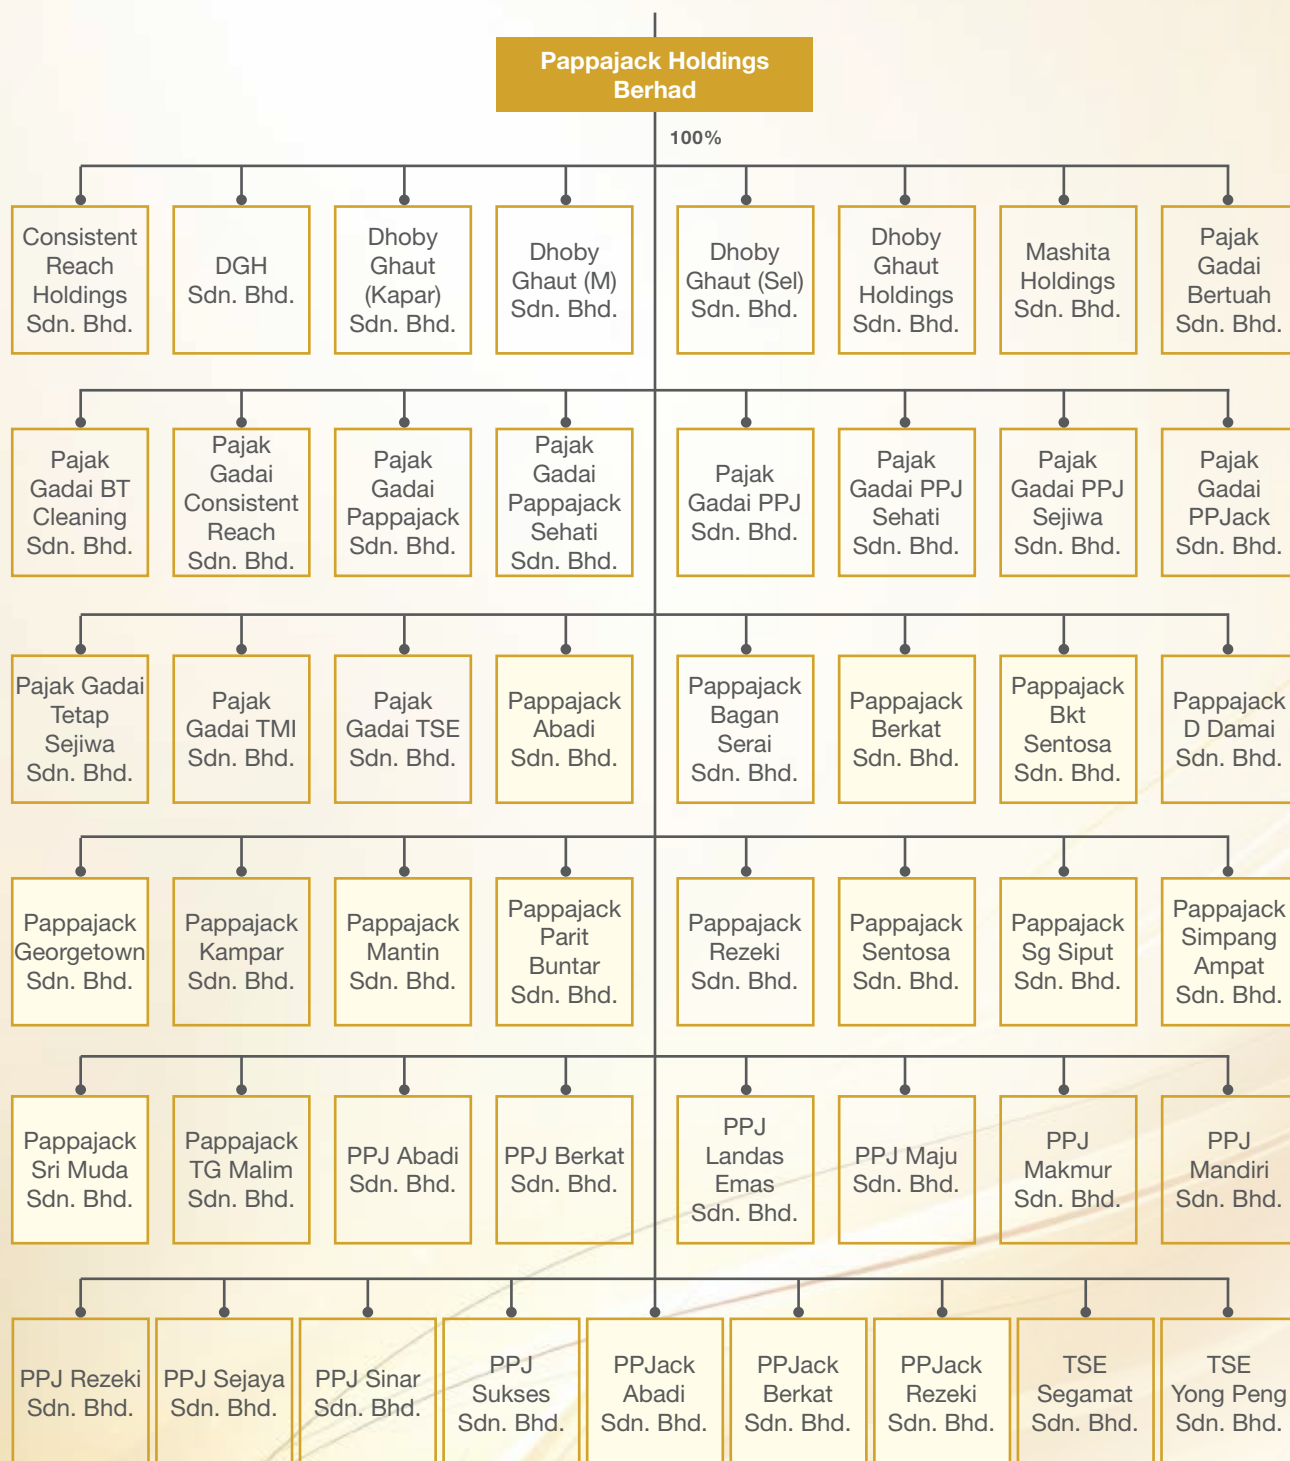 Pappajack Holdings
Berhad
100%
Consistent
Reach
Holdings
Sdn. Bhd.
DGH
Sdn. Bhd.
Dhoby
Ghaut
(Kapar)
Sdn. Bhd.
Dhoby
Ghaut (M)
Sdn. Bhd.
Dhoby
Ghaut (Sel)
Sdn. Bhd.
Dhoby
Ghaut
Holdings
Sdn. Bhd.
Mashita
Holdings
Sdn. Bhd.
Pajak
Gadai
Bertuah
Sdn. Bhd.
Pajak
Gadai BT
Cleaning
Sdn. Bhd.
Pajak
Gadai
Consistent
Reach
Sdn. Bhd.
Pajak
Gadai
Pappajack
Sdn. Bhd.
Pajak
Gadai
Pappajack
Sehati
Sdn. Bhd.
Pajak
Gadai PPJ
Sdn. Bhd.
Pajak
Gadai PPJ
Sehati
Sdn. Bhd.
Pajak
Gadai PPJ
Sejiwa
Sdn. Bhd.
Pajak
Gadai
PPJack
Sdn. Bhd.
Pajak Gadai
Tetap
Sejiwa
Sdn. Bhd.
Pajak
Gadai TMI
Sdn. Bhd.
Pajak
Gadai TSE
Sdn. Bhd.
Pappajack
Abadi
Sdn. Bhd.
Pappajack
Bagan
Serai
Sdn. Bhd.
Pappajack
Berkat
Sdn. Bhd.
Pappajack
Bkt
Sentosa
Sdn. Bhd.
Pappajack
D Damai
Sdn. Bhd.
Pappajack
Georgetown
Sdn. Bhd.
Pappajack
Kampar
Sdn. Bhd.
Pappajack
Mantin
Sdn. Bhd.
Pappajack
Parit
Buntar
Sdn. Bhd.
Pappajack
Rezeki
Sdn. Bhd.
Pappajack
Sentosa
Sdn. Bhd.
Pappajack
Sg Siput
Sdn. Bhd.
Pappajack
Simpang
Ampat
Sdn. Bhd.
Pappajack
Sri Muda
Sdn. Bhd.
Pappajack
TG Malim
Sdn. Bhd.
PPJ Abadi
Sdn. Bhd.
PPJ Berkat
Sdn. Bhd.
PPJ
Landas
Emas
Sdn. Bhd.
PPJ Maju
Sdn. Bhd.
PPJ
Makmur
Sdn. Bhd.
PPJ
Mandiri
Sdn. Bhd.
PPJ Rezeki
Sdn. Bhd.
PPJ Sejaya
Sdn. Bhd.
PPJ Sinar
Sdn. Bhd.
PPJ
Sukses
Sdn. Bhd.
PPJack
Abadi
Sdn. Bhd.
PPJack
Berkat
Sdn. Bhd.
PPJack
Rezeki
Sdn. Bhd.
TSE
Segamat
Sdn. Bhd.
TSE
Yong Peng
Sdn. Bhd.